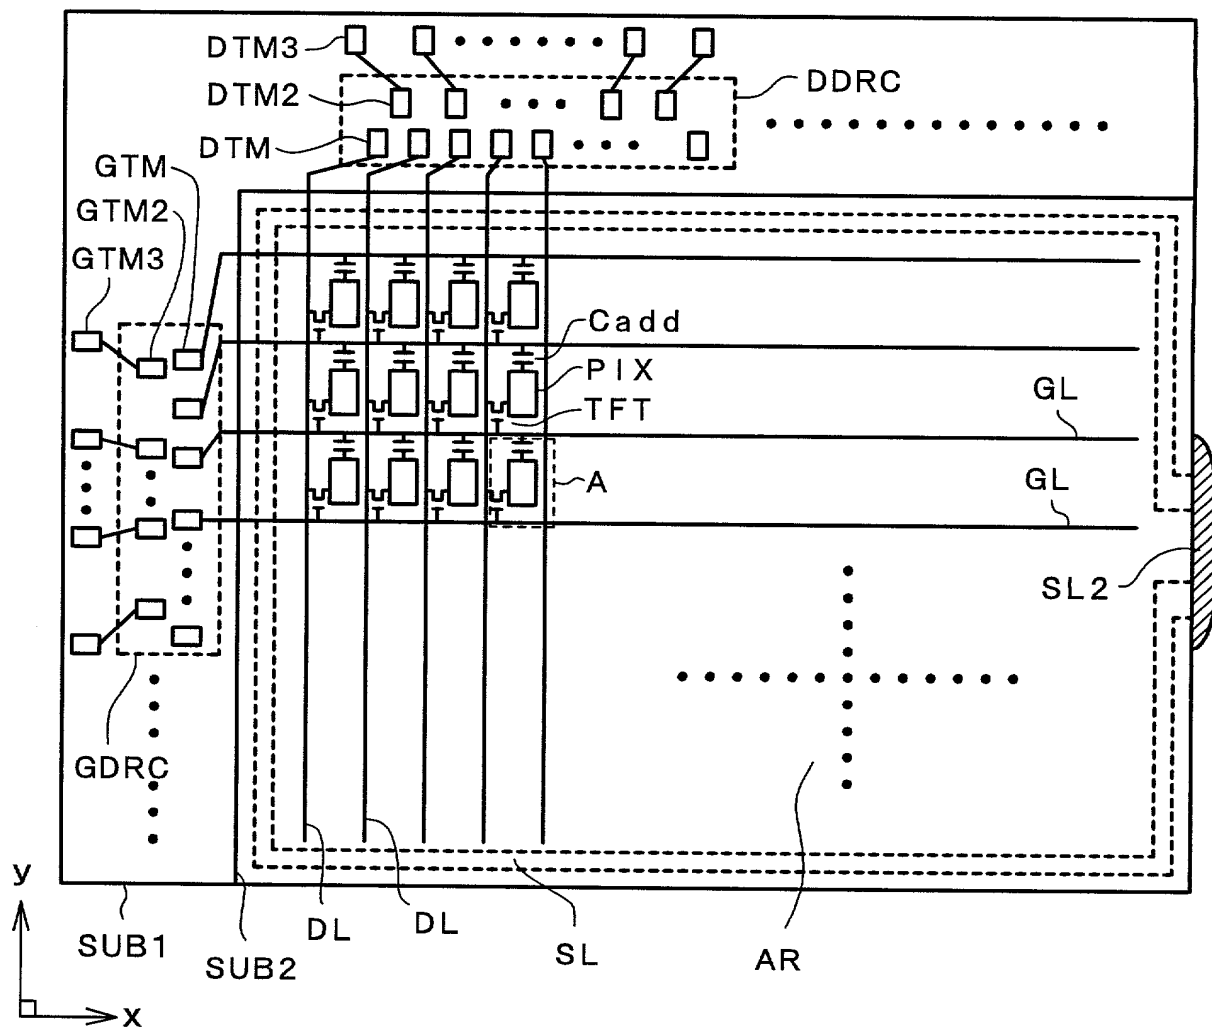 DTM3
DTM2
DDRC
DTM
GTM
GTM2
GTM3
Cadd
PIX
GL
TFT
A
GL
SL2
GDRC
y
SUB1
SUB2
DL
DL
SL
AR
x